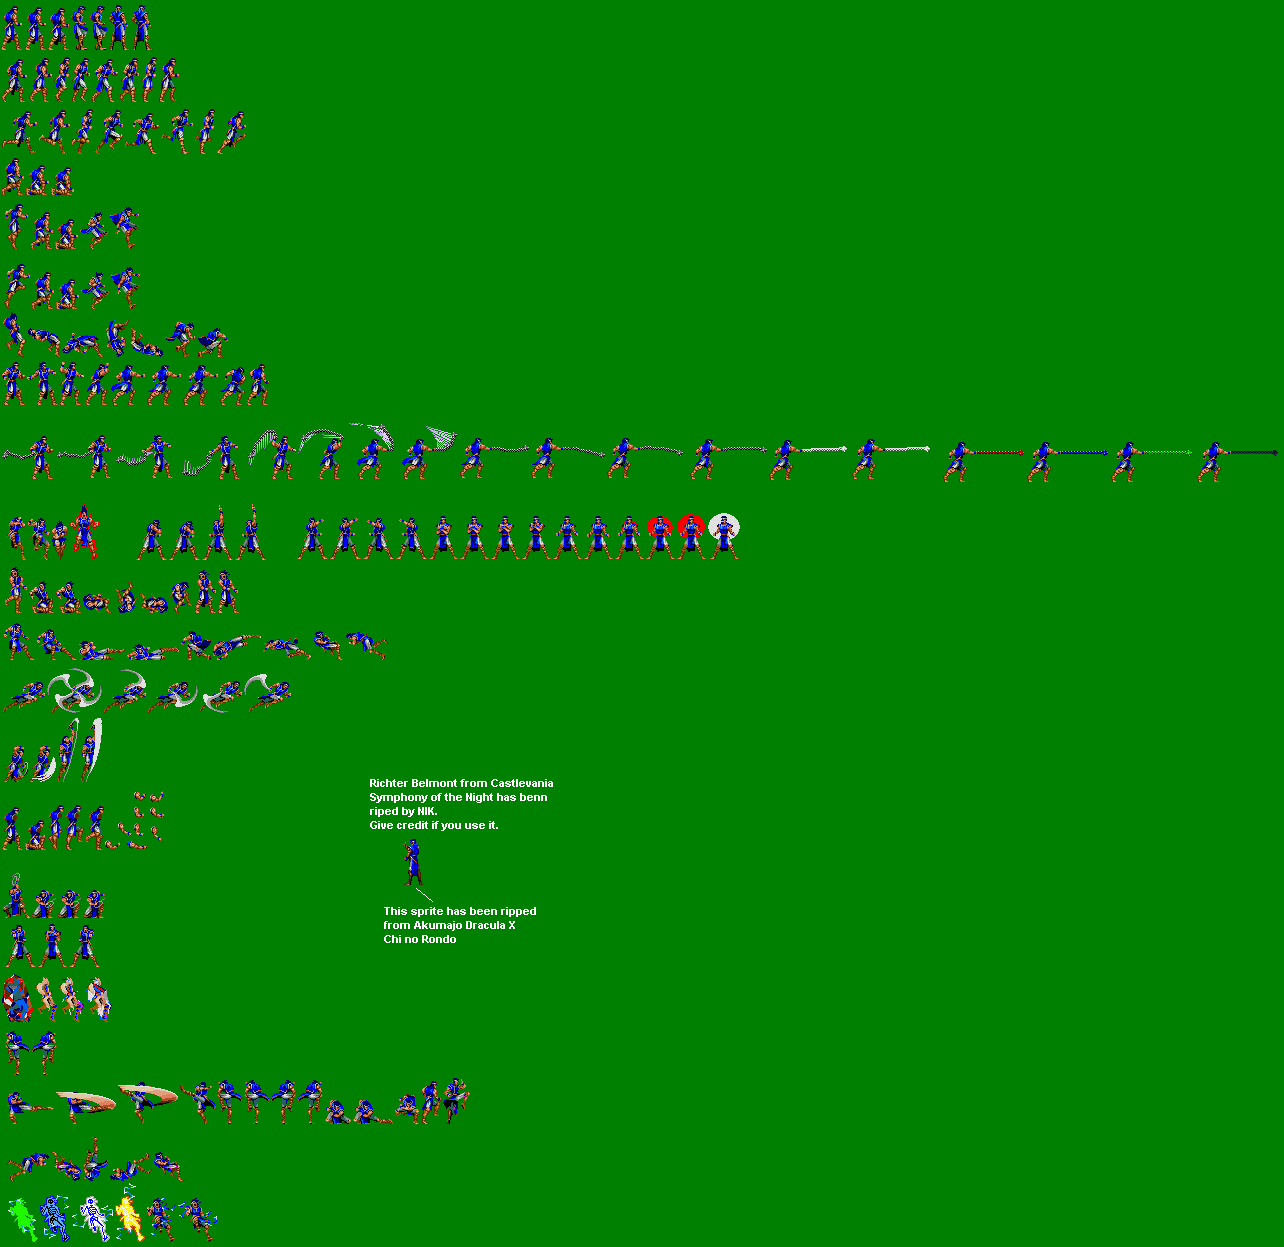 Richter Belmont from Castlevania
Symphony of the Night has benn
riped by NIK.
Give credit if you use it.
This sprite has been ripped
from Akumajo Dracula X
Chi no Rondo